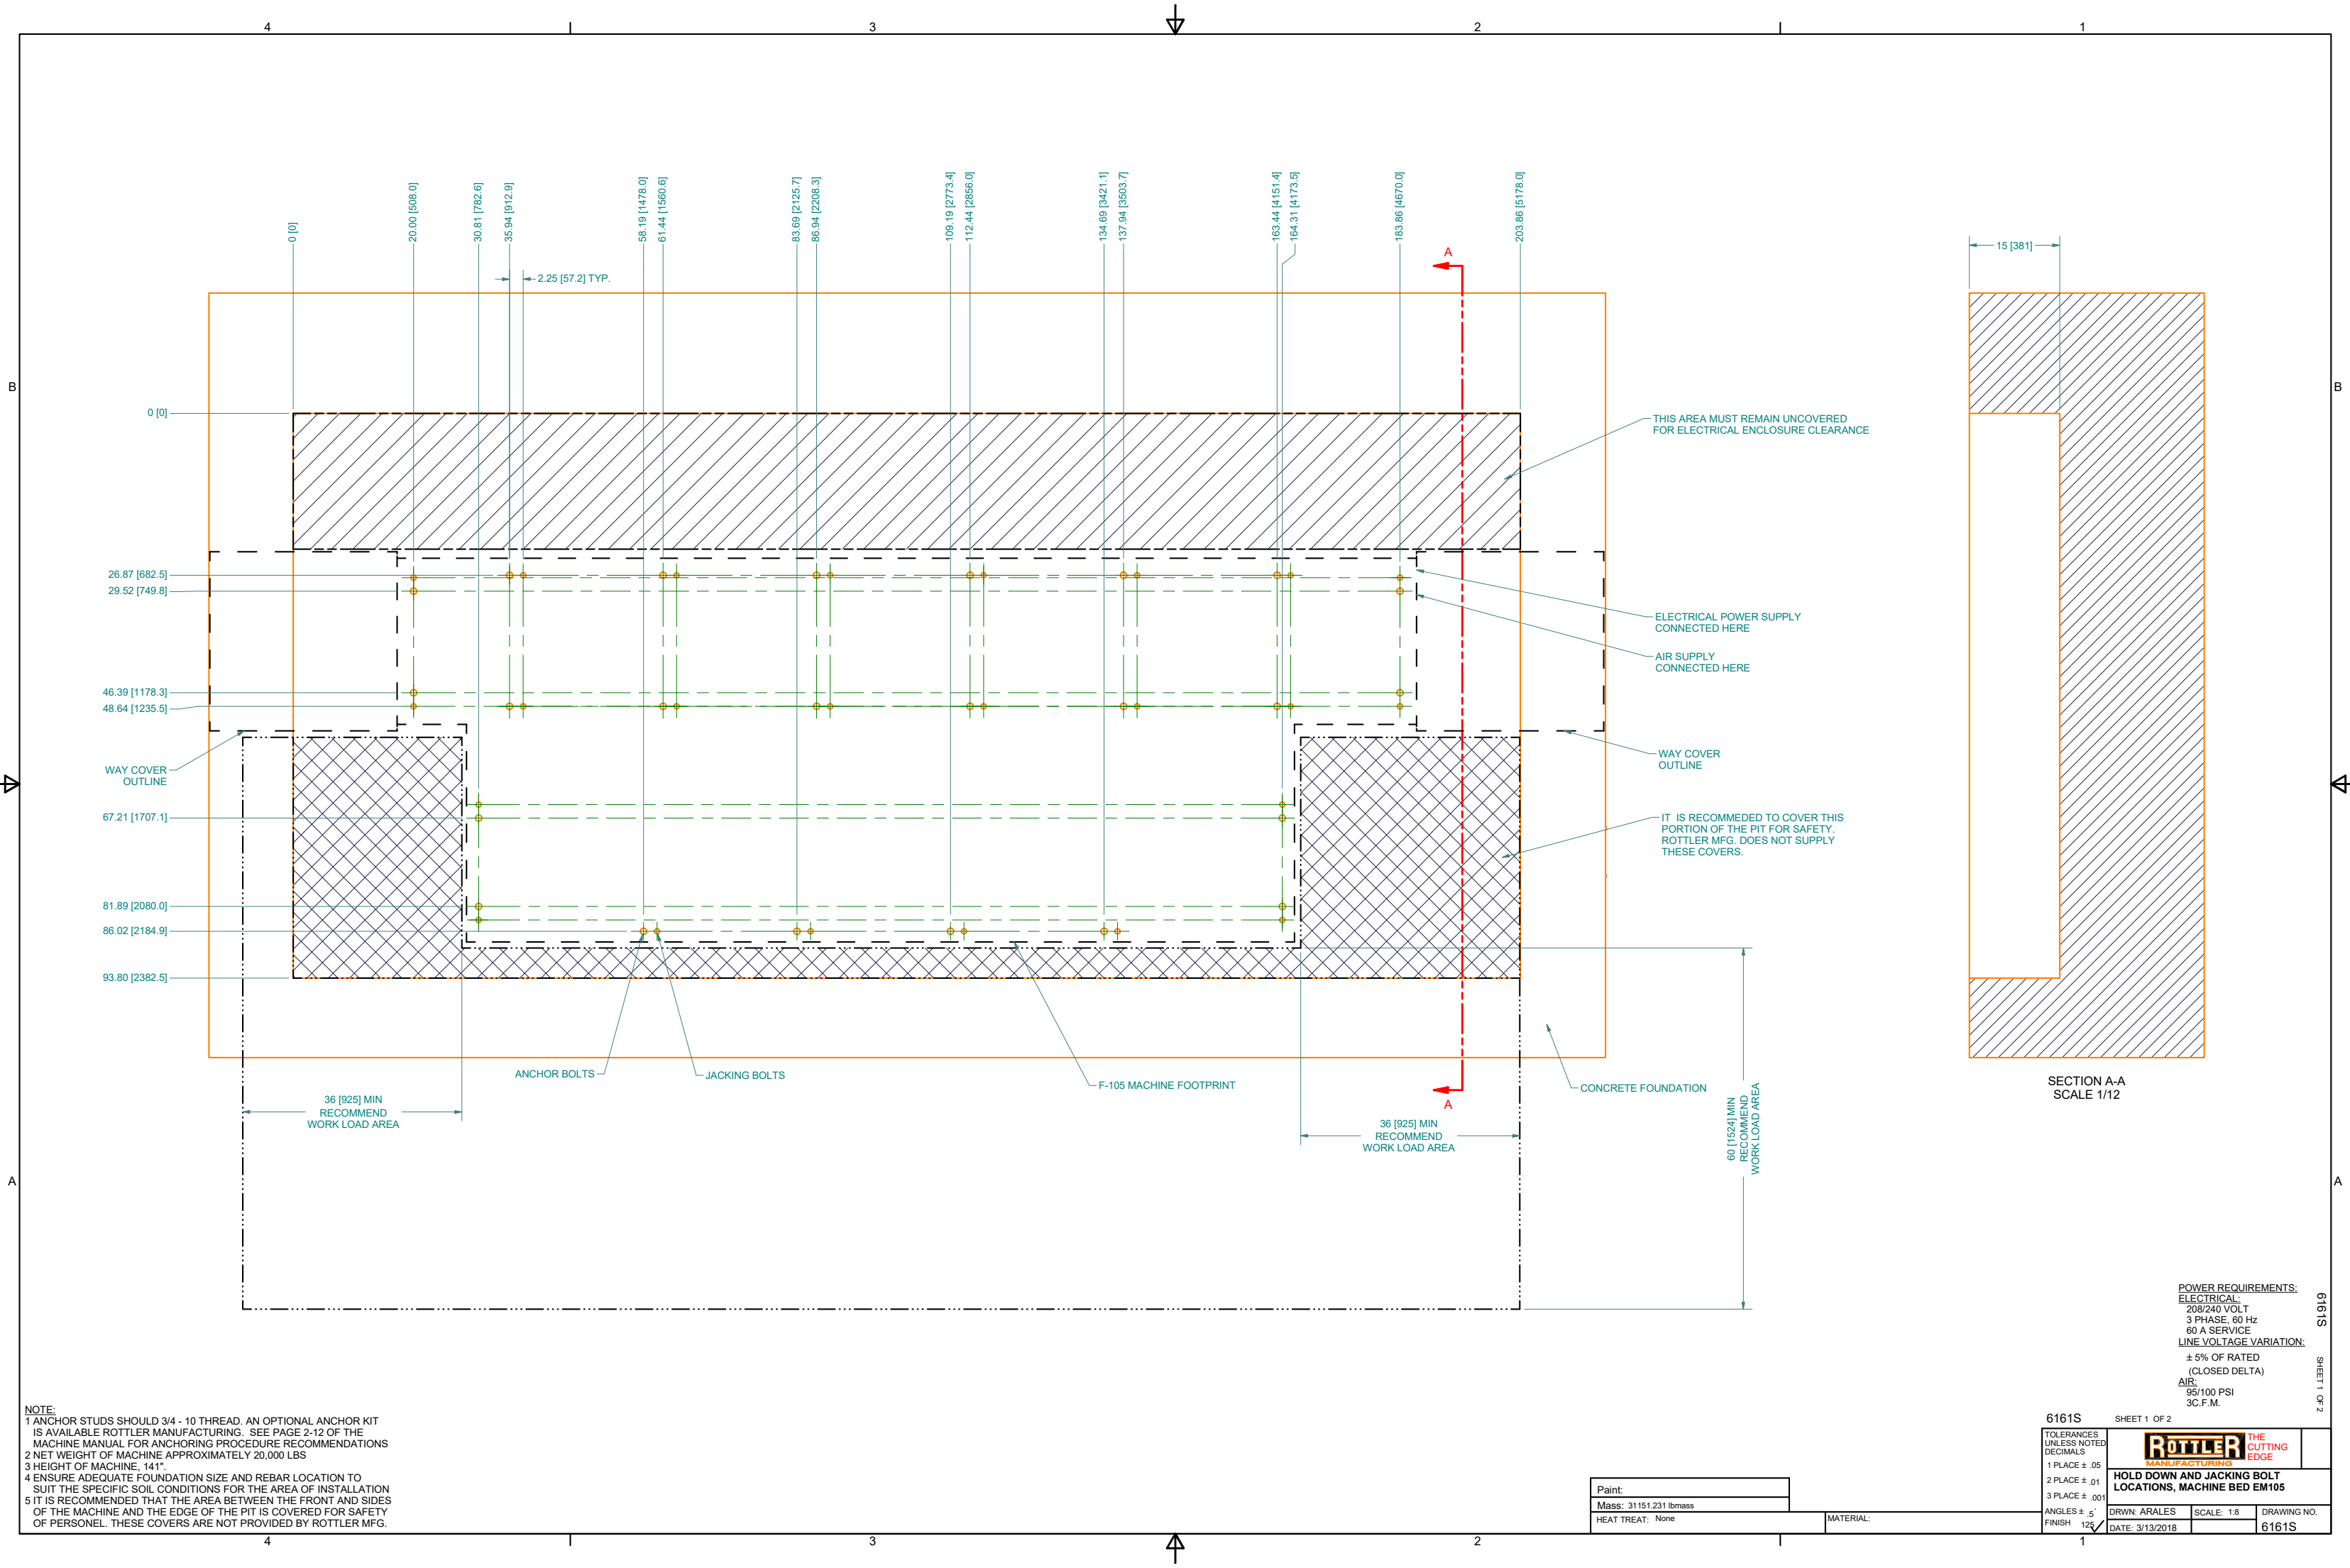 4
3
2
1
0 [0]
20.00 [508.0]
30.81 [782.6]
35.94 [912.9]
58.19 [1478.0]
61.44 [1560.6]
83.69 [2125.7]
86.94 [2208.3]
109.19 [2773.4]
112.44 [2856.0]
134.69 [3421.1]
137.94 [3503.7]
163.44 [4151.4]
164.31 [4173.5]
183.86 [4670.0]
203.86 [5178.0]
2.25 [57.2] TYP.
A
15 [381]
B
B
0 [0]
THIS AREA MUST REMAIN UNCOVERED
FOR ELECTRICAL ENCLOSURE CLEARANCE
26.87 [682.5]
29.52 [749.8]
ELECTRICAL POWER SUPPLY
CONNECTED HERE
AIR SUPPLY
CONNECTED HERE
46.39 [1178.3]
48.64 [1235.5]
WAY COVER
OUTLINE
WAY COVER
OUTLINE
67.21 [1707.1]
IT IS RECOMMEDED TO COVER THIS
PORTION OF THE PIT FOR SAFETY.
ROTTLER MFG. DOES NOT SUPPLY
THESE COVERS.
81.89 [2080.0]
86.02 [2184.9]
93.80 [2382.5]
ANCHOR BOLTS
JACKING BOLTS
F-105 MACHINE FOOTPRINT
CONCRETE FOUNDATION
A
SECTION A-A
SCALE 1/12
36 [925] MIN
RECOMMEND
WORK LOAD AREA
36 [925] MIN
RECOMMEND
WORK LOAD AREA
60 [1524] MIN
RECOMMEND
WORK LOAD AREA
A
A
POWER REQUIREMENTS:
ELECTRICAL:
208/240 VOLT
3 PHASE, 60 Hz
60 A SERVICE
LINE VOLTAGE VARIATION:
± 5% OF RATED
(CLOSED DELTA)
AIR:
95/100 PSI
3C.F.M.
6161S
SHEET 1 OF 2
NOTE:
1 ANCHOR STUDS SHOULD 3/4 - 10 THREAD. AN OPTIONAL ANCHOR KIT
IS AVAILABLE ROTTLER MANUFACTURING. SEE PAGE 2-12 OF THE
MACHINE MANUAL FOR ANCHORING PROCEDURE RECOMMENDATIONS
2 NET WEIGHT OF MACHINE APPROXIMATELY 20,000 LBS
3 HEIGHT OF MACHINE, 141".
4 ENSURE ADEQUATE FOUNDATION SIZE AND REBAR LOCATION TO
SUIT THE SPECIFIC SOIL CONDITIONS FOR THE AREA OF INSTALLATION
5 IT IS RECOMMENDED THAT THE AREA BETWEEN THE FRONT AND SIDES
OF THE MACHINE AND THE EDGE OF THE PIT IS COVERED FOR SAFETY
OF PERSONEL. THESE COVERS ARE NOT PROVIDED BY ROTTLER MFG.
Paint:
Mass: 31151.231 lbmass
HEAT TREAT: None
MATERIAL:
6161S SHEET 1 OF 2
TOLERANCES
UNLESS NOTED
DECIMALS
1 PLACE ± .05
2 PLACE ± .01
3 PLACE ± .001
ANGLES ± .5°
FINISH 125
ROTTLER
MANUFACTURING
THE
CUTTING
EDGE
HOLD DOWN AND JACKING BOLT
LOCATIONS, MACHINE BED EM105
DRWN: ARALES
SCALE: 1:8
DRAWING NO.
DATE: 3/13/2018
6161S
4
3
2
1